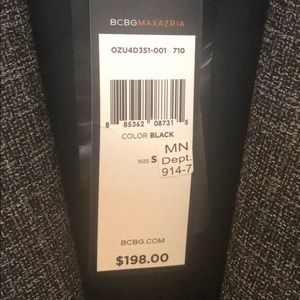 BCBGMAXAZRIA
OZU4D351-001 710
8 85362 08731 5
COLOR BLACK
SIZE S
MN
Dept.
914-7
BCBG.COM
$198.00